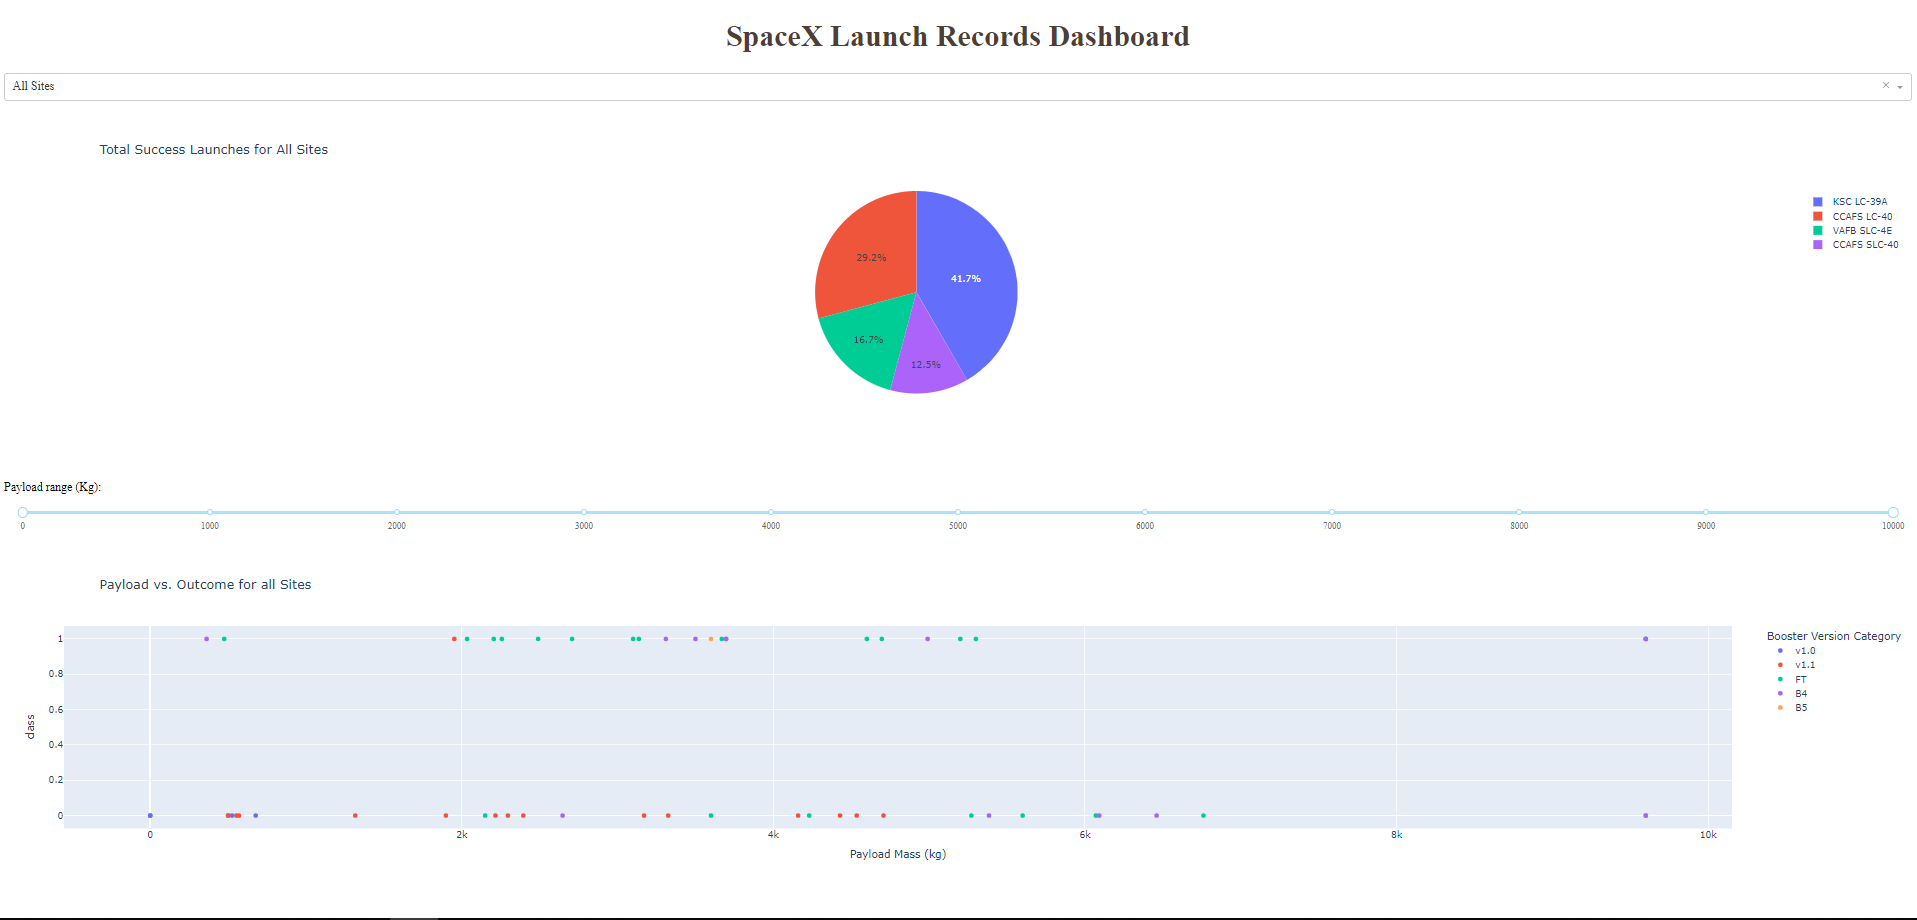 SpaceX Launch Records Dashboard
All Sites
×
Total Success Launches for All Sites
29.2%
41.7%
16.7%
12.5%
KSC LC-39A
CCAFS LC-40
VAFB SLC-4E
CCAFS SLC-40
Payload range (Kg):
0 1000 2000 3000 4000 5000 6000 7000 8000 9000 10000
Payload vs. Outcome for all Sites
1
0.8
0.6
0.4
0.2
0
class
0 2k 4k 6k 8k 10k
Payload Mass (kg)
Booster Version Category
v1.0
v1.1
FT
B4
B5